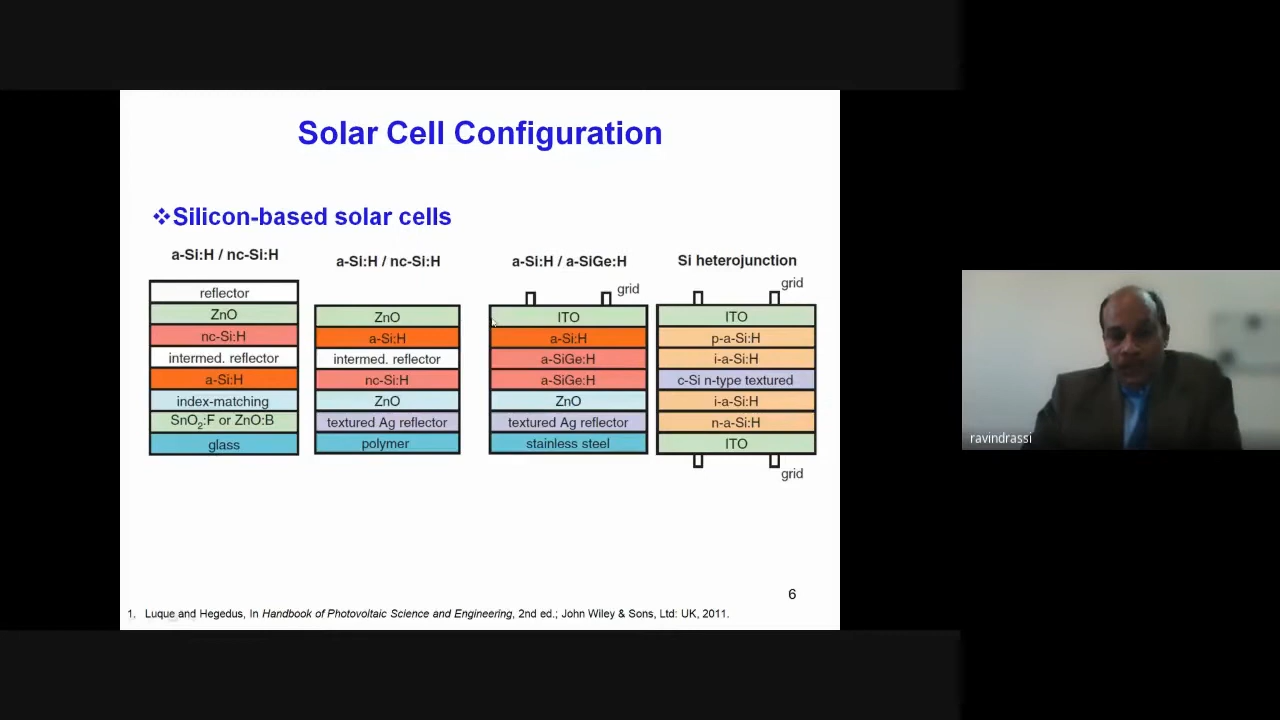 Solar Cell Configuration
❖Silicon-based solar cells
a-Si:H / nc-Si:H
reflector
ZnO
nc-Si:H
intermed. reflector
a-Si:H
index-matching
SnO2:F or ZnO:B
glass
a-Si:H / nc-Si:H
ZnO
a-Si:H
intermed. reflector
nc-Si:H
ZnO
textured Ag reflector
polymer
a-Si:H / a-SiGe:H
grid
ITO
a-Si:H
a-SiGe:H
a-SiGe:H
ZnO
textured Ag reflector
stainless steel
Si heterojunction
grid
ITO
p-a-Si:H
i-a-Si:H
c-Si n-type textured
i-a-Si:H
n-a-Si:H
ITO
grid
6
1. Luque and Hegedus, In Handbook of Photovoltaic Science and Engineering, 2nd ed.; John Wiley & Sons, Ltd: UK, 2011.
ravindrassi